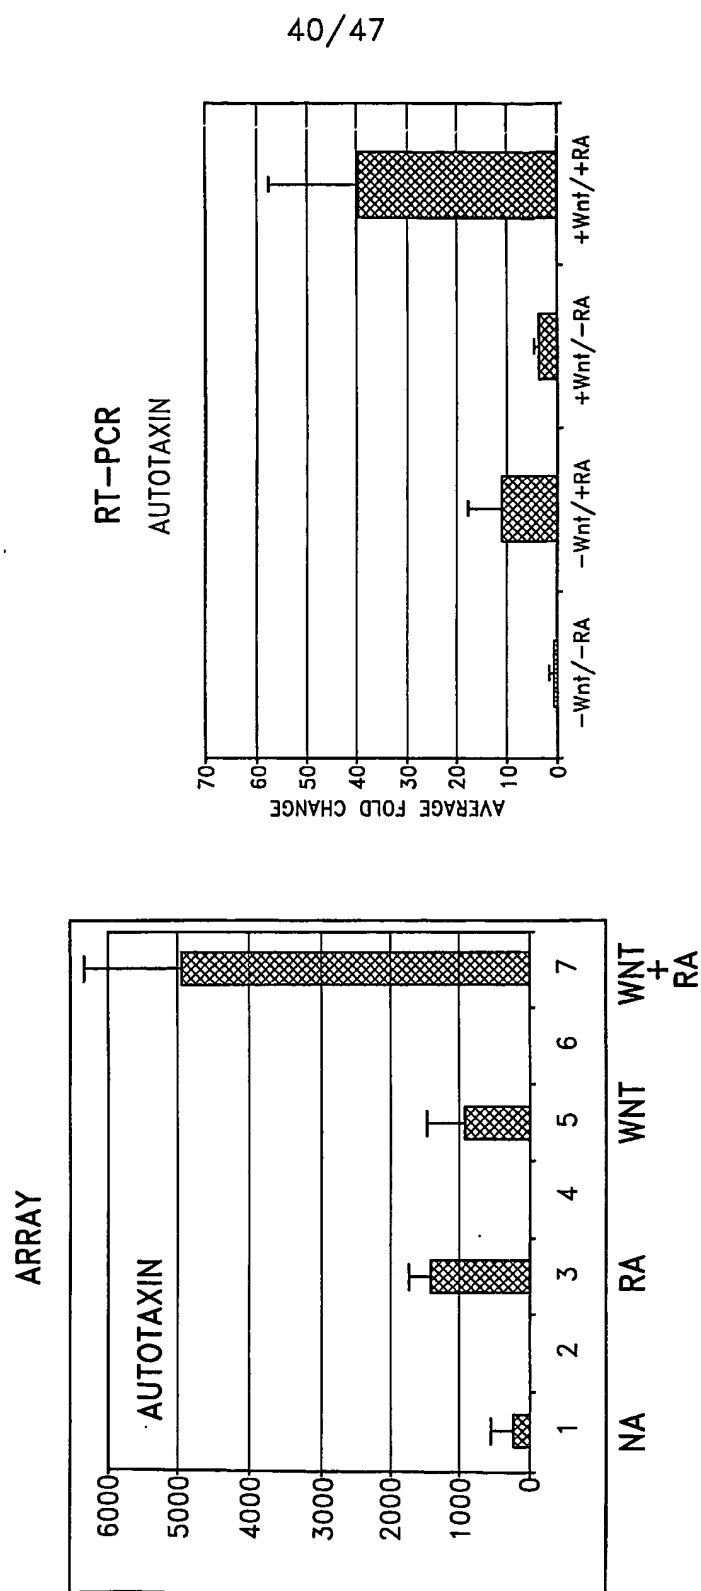 40/47
ARRAY
AUTOTAXIN
6000
5000
4000
3000
2000
1000
0
1 2 3 4 5 6 7
NA RA WNT WNT
+
RA
RT-PCR
AUTOTAXIN
AVERAGE FOLD CHANGE
70
60
50
40
30
20
10
0
-Wnt/-RA -Wnt/+RA +Wnt/-RA +Wnt/+RA